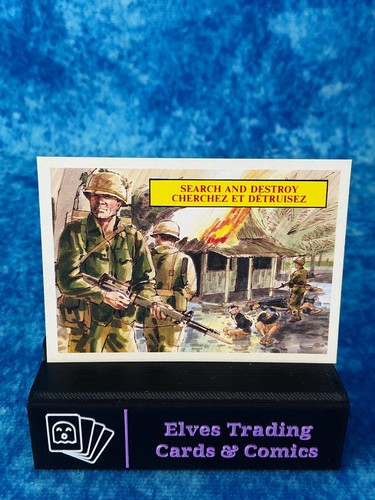 SEARCH AND DESTROY
CHERCHEZ ET DÉTRUISEZ
Elves Trading
Cards & Comics